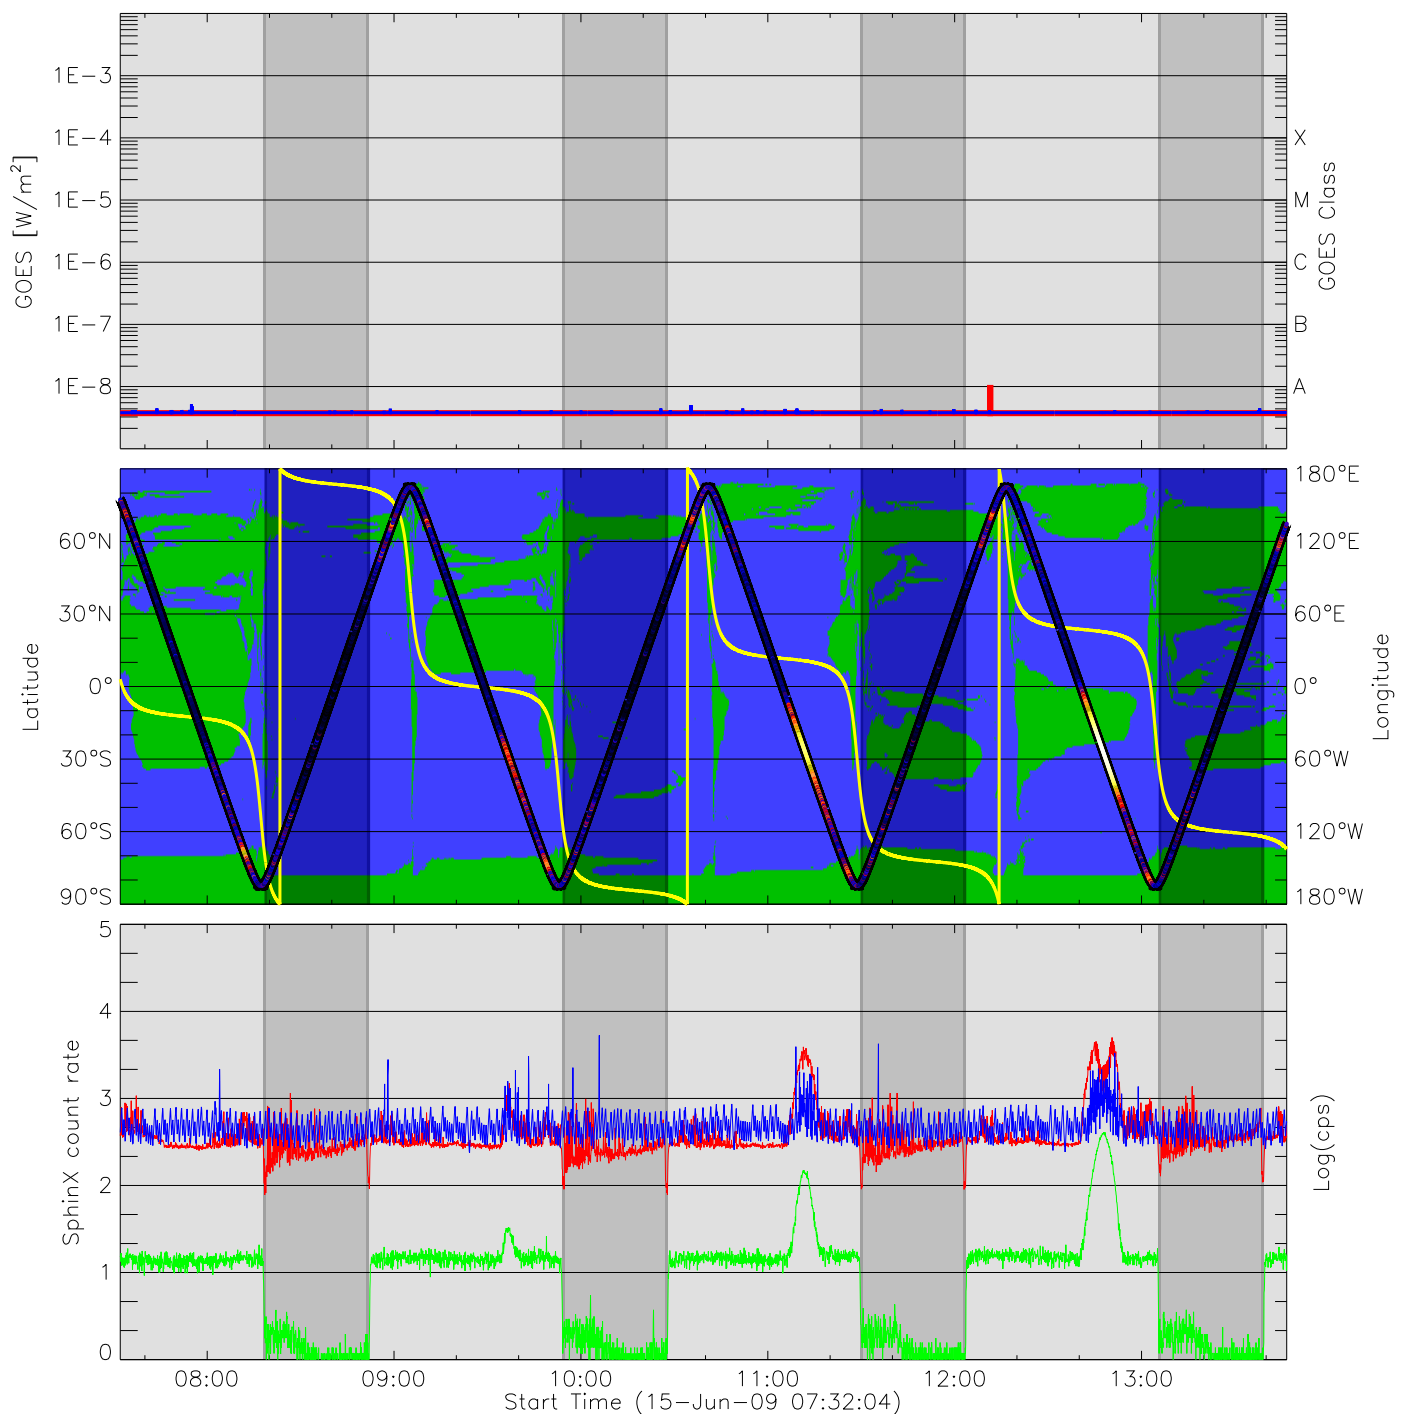 1E-3
1E-4
1E-5
1E-6
1E-7
1E-8
GOES [W/m²]
X
M
C
B
A
GOES Class
60°N
30°N
0°
30°S
60°S
90°S
Latitude
180°E
120°E
60°E
0°
60°W
120°W
180°W
Longitude
5
4
3
2
1
0
SphinX count rate
Log(cps)
08:00 09:00 10:00 11:00 12:00 13:00
Start Time (15-Jun-09 07:32:04)